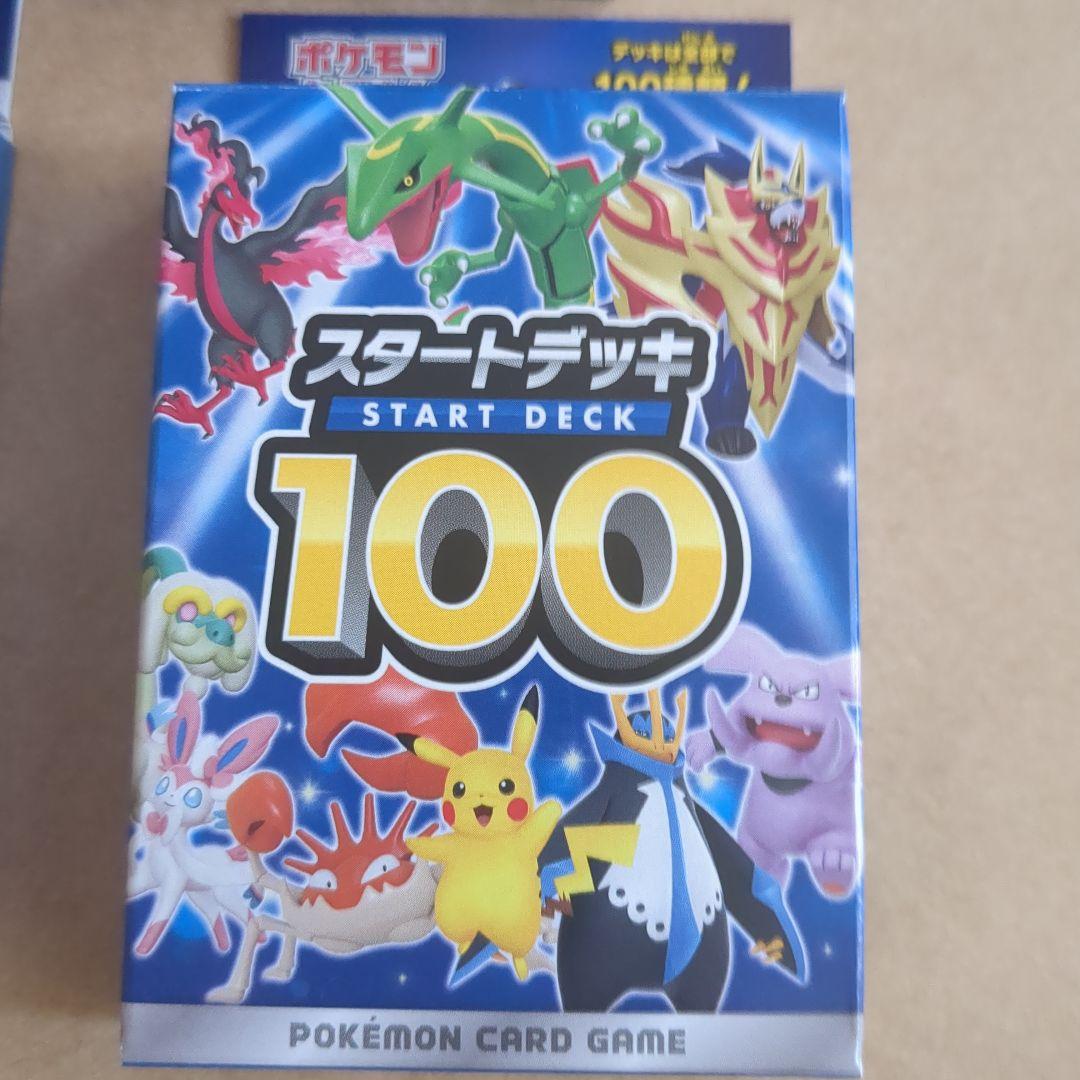 ポケモン
デッキは全部で
100種類!
スタートデッキ
START DECK
100
POKÉMON CARD GAME